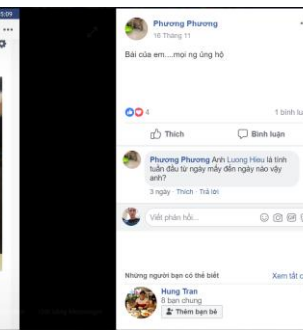 5:09
Phương Phương
16 Tháng 11
Bài của em....mọi ng ủng hộ
4
1 bình lu
Thích
Bình luận
Phương Phương Anh Luong Hieu là tính
tuần đầu từ ngày mấy đến ngày nào vậy
anh?
3 ngày · Thích · Trả lời
Viết phản hồi...
GIF
Những người bạn có thể biết
Xem tất c
Hung Tran
8 bạn chung
Thêm bạn bè